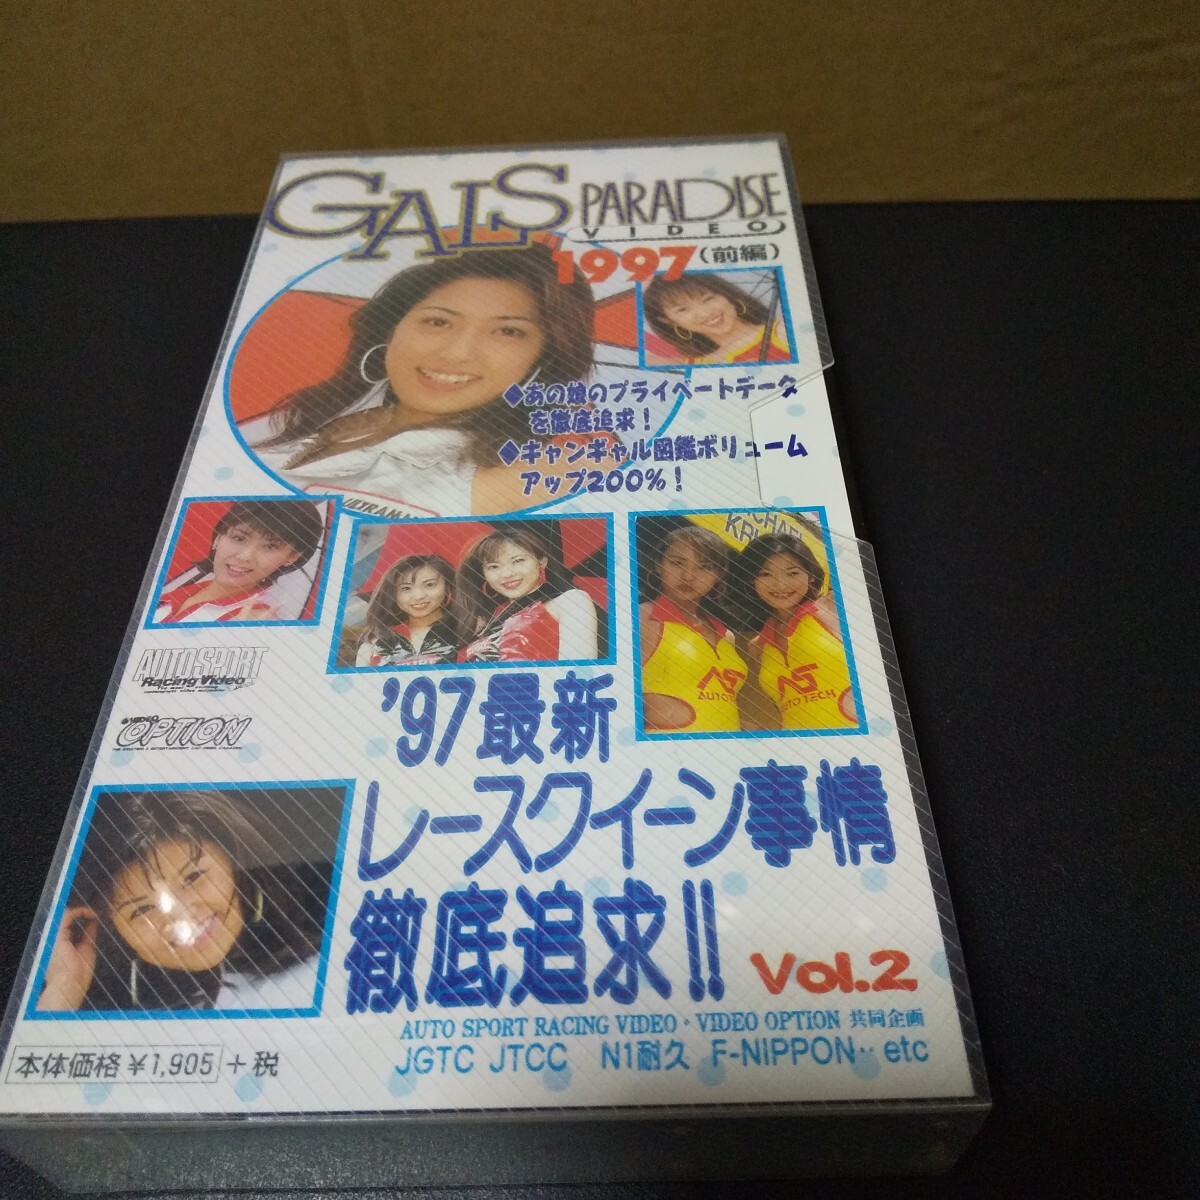 GALS PARADISE
VIDEO
1997（前編）
◆あの娘のプライベートデータ
を徹底追求！
◆キャンギャル図鑑ボリューム
アップ200%！
ULTRAMA
AUTOSPORT
Racing Video
VIDEO
OPTION
AUTOTECH
'97最新
レースクイーン事情
徹底追求!!
Vol.2
AUTO SPORT RACING VIDEO・VIDEO OPTION 共同企画
本体価格￥1,905＋税
JGTC JTCC N1耐久 F-NIPPON‥etc